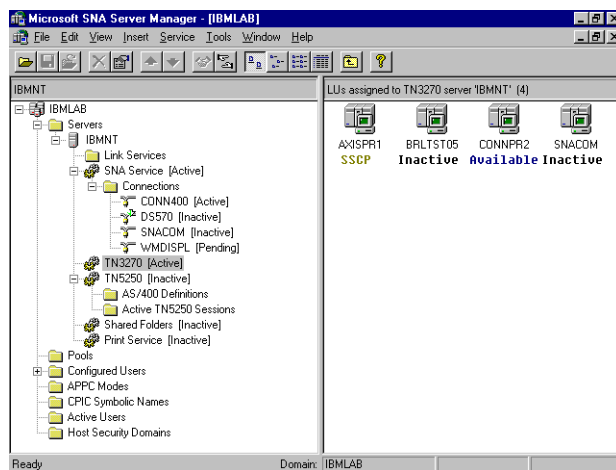 Microsoft SNA Server Manager - [IBMLAB]
File Edit View Insert Service Tools Window Help
IBMNT
LUs assigned to TN3270 server 'IBMNT' (4)
IBMLAB
Servers
IBMNT
Link Services
SNA Service [Active]
Connections
CONN400 [Active]
DS570 [Inactive]
SNACOM [Inactive]
WMDISPL [Pending]
TN3270 [Active]
TN5250 [Inactive]
AS/400 Definitions
Active TN5250 Sessions
Shared Folders [Inactive]
Print Service [Inactive]
Pools
Configured Users
APPC Modes
CPIC Symbolic Names
Active Users
Host Security Domains
AXISPR1 BRLTST05 CONNPR2 SNACOM
SSCP Inactive Available Inactive
Ready Domain: IBMLAB